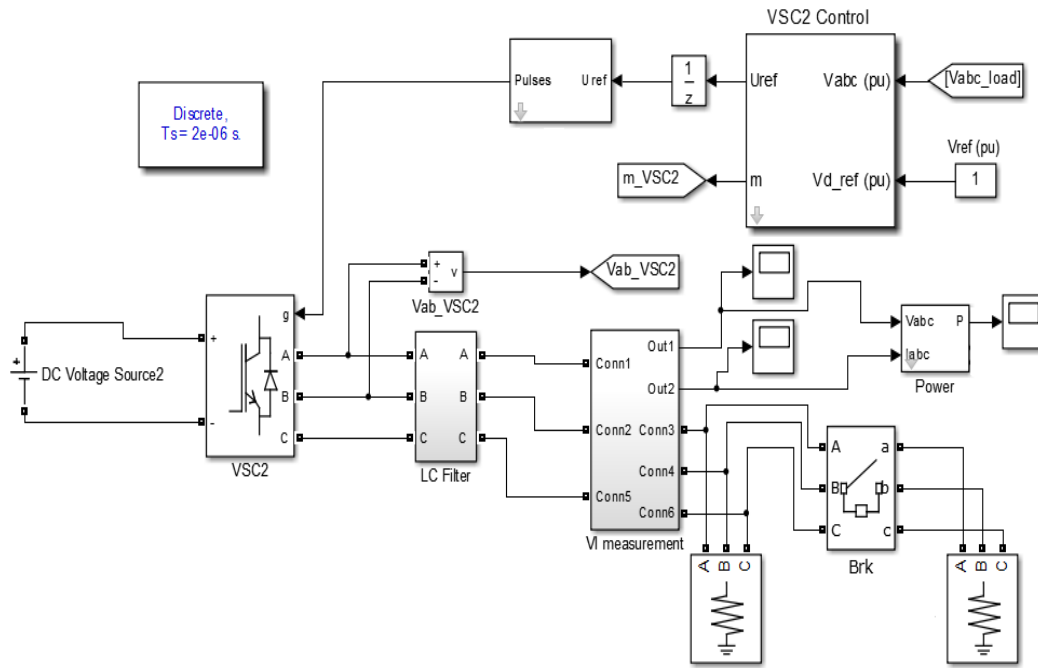 VSC2 Control
Pulses
Uref
1
z
Uref
Vabc (pu)
[Vabc_load]
Discrete,
Ts= 2e-06 s.
Vref (pu)
m_VSC2
m
Vd_ref (pu)
1
+
-
v
Vab_VSC2
Vab_VSC2
g
+
-
A
B
C
VSC2
+
DC Voltage Source2
A
B
C
A
B
C
LC Filter
Conn1
Conn2
Conn5
Out1
Out2
Conn3
Conn4
Conn6
VI measurement
Vabc
Iabc
P
Power
A
B
C
a
b
c
Brk
A
B
C
A
B
C